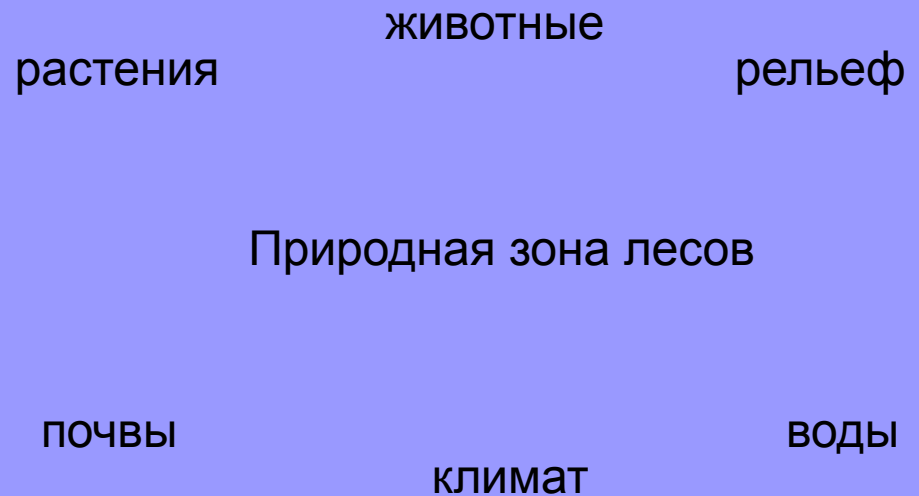 животные
растения
рельеф
Природная зона лесов
почвы
воды
климат